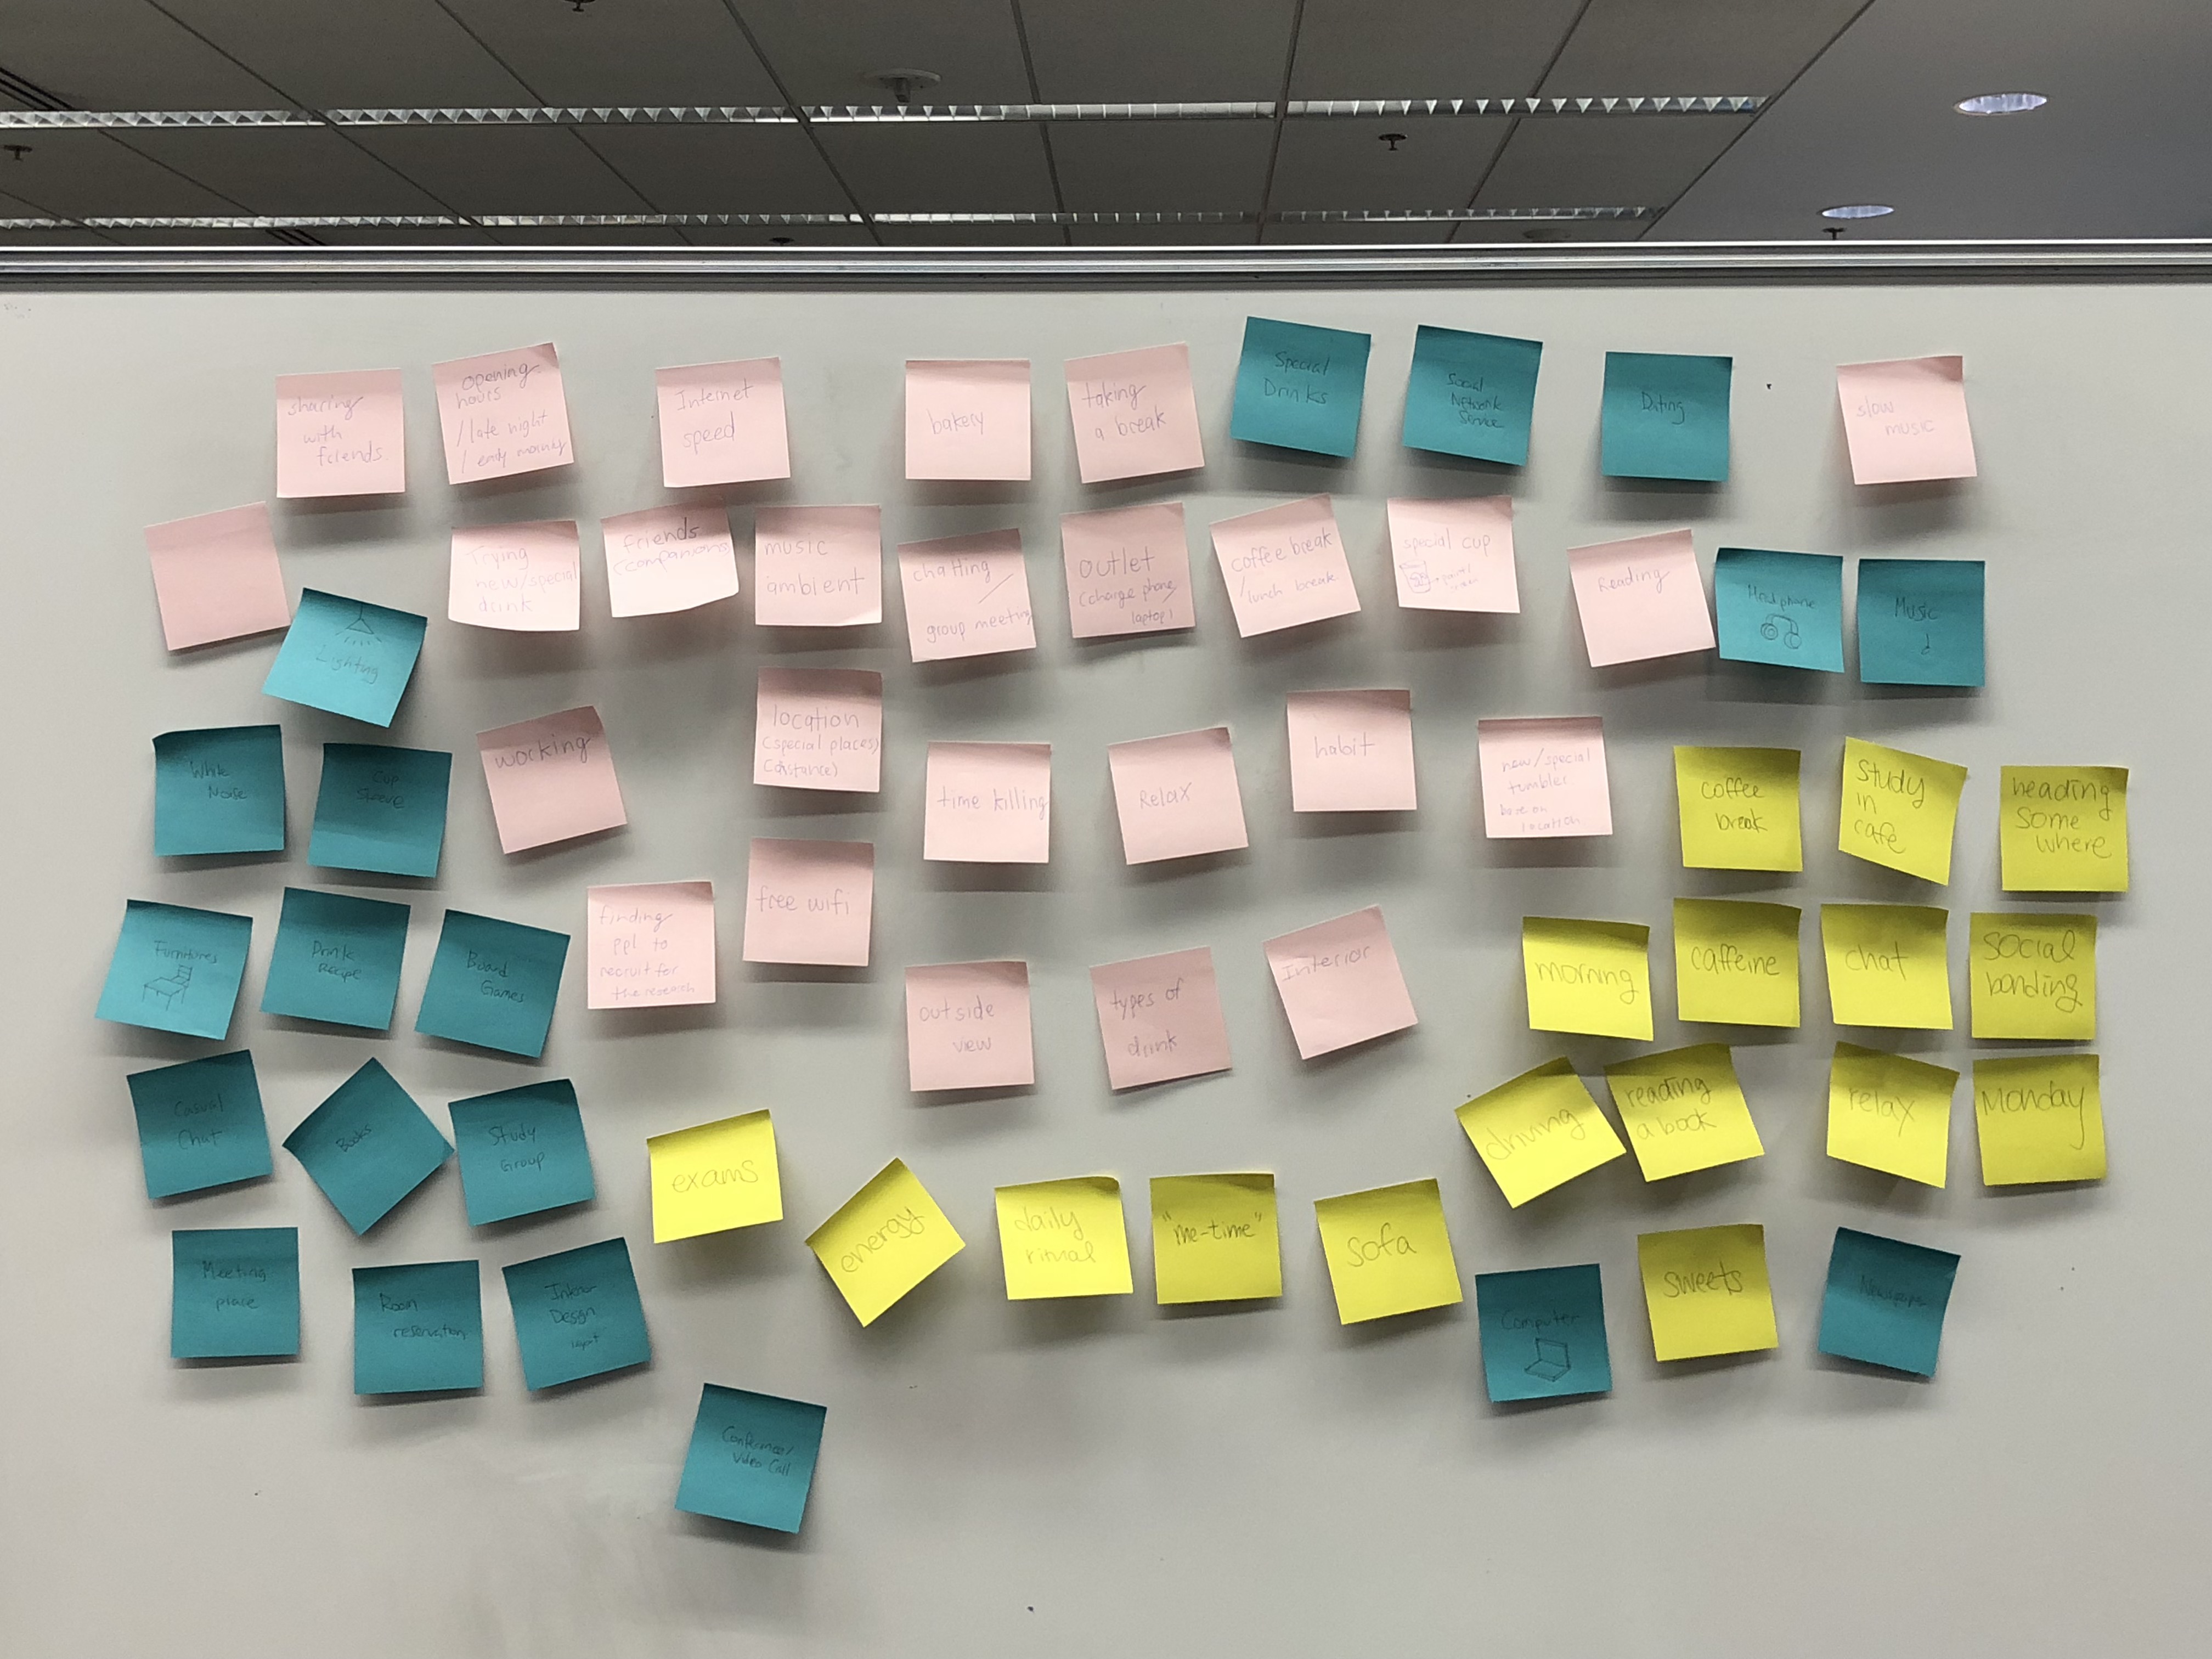 sharing
with
friends.
opening
hours
/ late night
/ early morning
Internet
speed
bakery
taking
a break
Special
Drinks
Social
Network
Service
Dating
slow
music
Trying
new/special
drink
friends
(companions)
music
ambient
chatting
/
group meeting
outlet
(charge phone/
laptop)
coffee break
/lunch break
special cup
Reading
Headphone
Music
Lighting
White
Noise
Cup
Sleeve
working
location
(special places)
(distance)
time killing
Relax
habit
new/special
tumbler
base on
location
coffee
break
study
in
cafe
heading
some
where
Furnitures
Drink
Recipe
Board
Games
finding
ppl to
recruit for
the research
free wifi
outside
view
types of
drink
Interior
morning
caffeine
chat
social
bonding
Casual
Chat
Books
Study
Group
exams
energy
daily
ritual
"me-time"
sofa
driving
reading
a book
relax
Monday
Meeting
place
Room
reservation
Interior
Design
layout
Computer
sweets
Newspaper
Conference/
Video Call